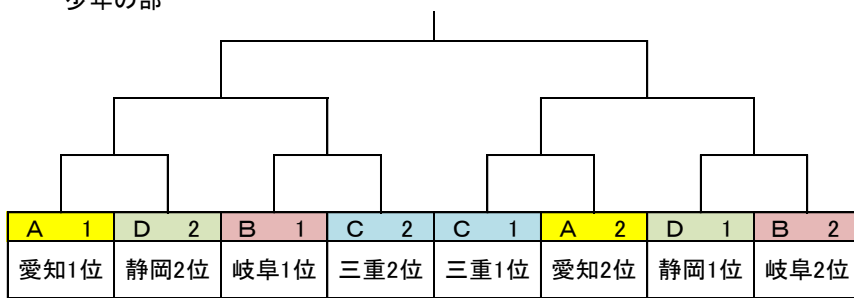 少年の部
A 1 D 2 B 1 C 2 C 1 A 2 D 1 B 2
愛知1位 静岡2位 岐阜1位 三重2位 三重1位 愛知2位 静岡1位 岐阜2位